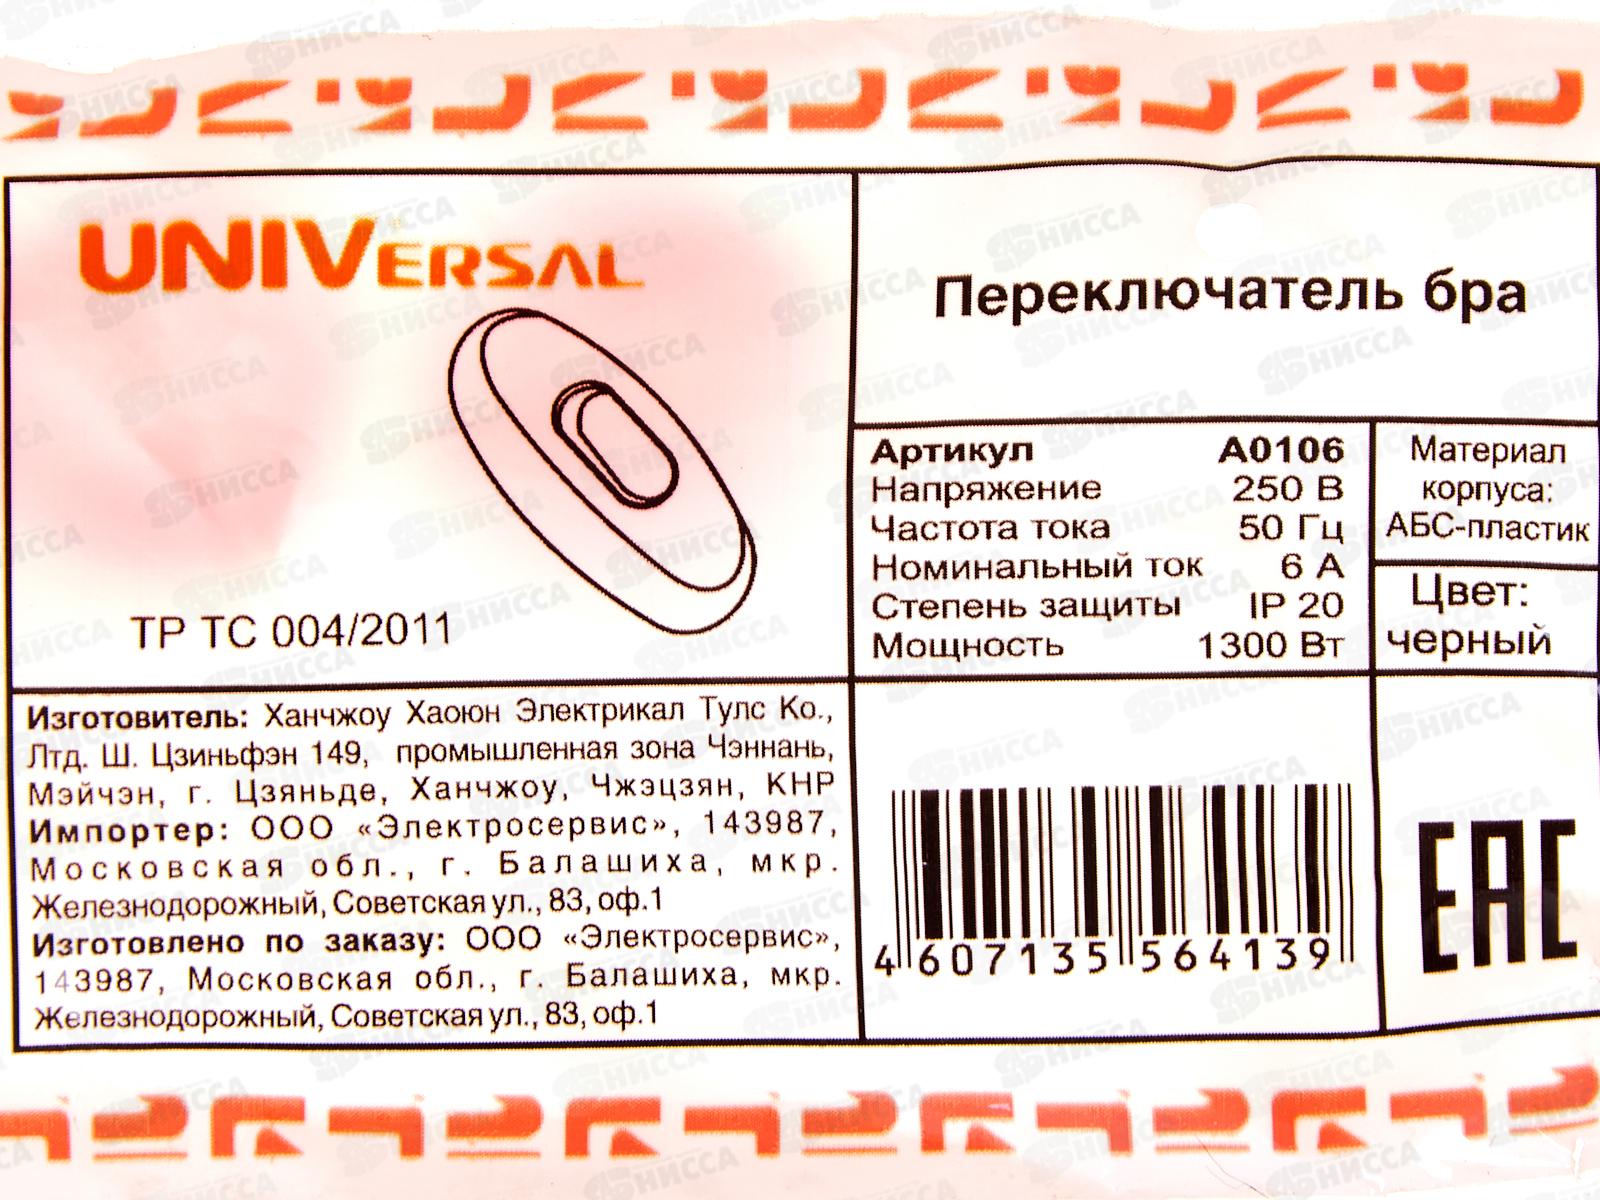 UNIVERSAL
ТР ТС 004/2011
Переключатель бра
Артикул A0106
Напряжение 250 В
Частота тока 50 Гц
Номинальный ток 6 А
Степень защиты IP 20
Мощность 1300 Вт
Материал
корпуса:
АБС-пластик
Цвет:
черный
Изготовитель: Ханчжоу Хаоюн Электрикал Тулс Ко.,
Лтд. Ш. Цзиньфэн 149, промышленная зона Чэннань,
Мэйчэн, г. Цзяньде, Ханчжоу, Чжэцзян, КНР
Импортер: ООО «Электросервис», 143987,
Московская обл., г. Балашиха, мкр.
Железнодорожный, Советская ул., 83, оф.1
Изготовлено по заказу: ООО «Электросервис»,
143987, Московская обл., г. Балашиха, мкр.
Железнодорожный, Советская ул., 83, оф.1
4 607135 564139
EAC
НИССА